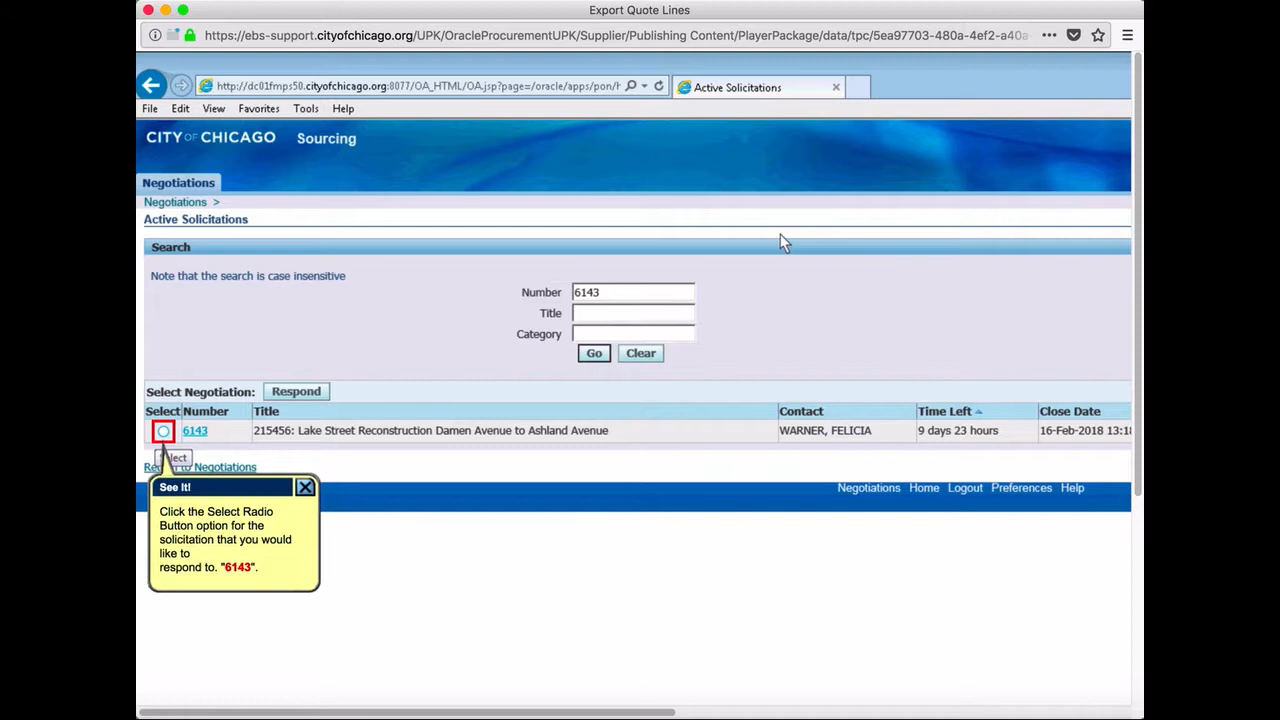 Export Quote Lines
https://ebs-support.cityofchicago.org/UPK/OracleProcurementUPK/Supplier/Publishing Content/PlayerPackage/data/tpc/5ea97703-480a-4ef2-a40a-
http://dc01fmps50.cityofchicago.org:8077/OA_HTML/OA.jsp?page=/oracle/apps/pon/h
Active Solicitations
File Edit View Favorites Tools Help
CITY OF CHICAGO Sourcing
Negotiations
Negotiations >
Active Solicitations
Search
Note that the search is case insensitive
Number 6143
Title
Category
Go Clear
Select Negotiation: Respond
Select Number Title Contact Time Left Close Date
6143 215456: Lake Street Reconstruction Damen Avenue to Ashland Avenue WARNER, FELICIA 9 days 23 hours 16-Feb-2018 13:18
to Negotiations
Negotiations Home Logout Preferences Help
See It!
Click the Select Radio
Button option for the
solicitation that you would
like to
respond to. "6143".